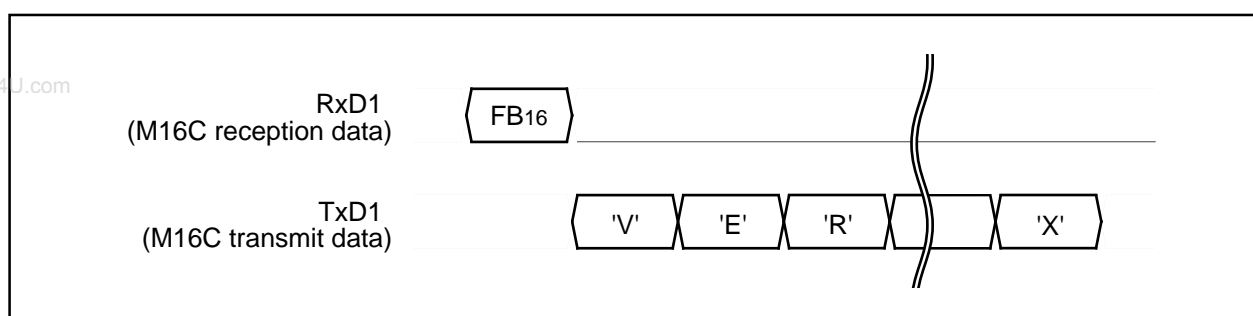 4U.com
RxD1
(M16C reception data)
FB16
TxD1
(M16C transmit data)
'V' 'E' 'R' 'X'